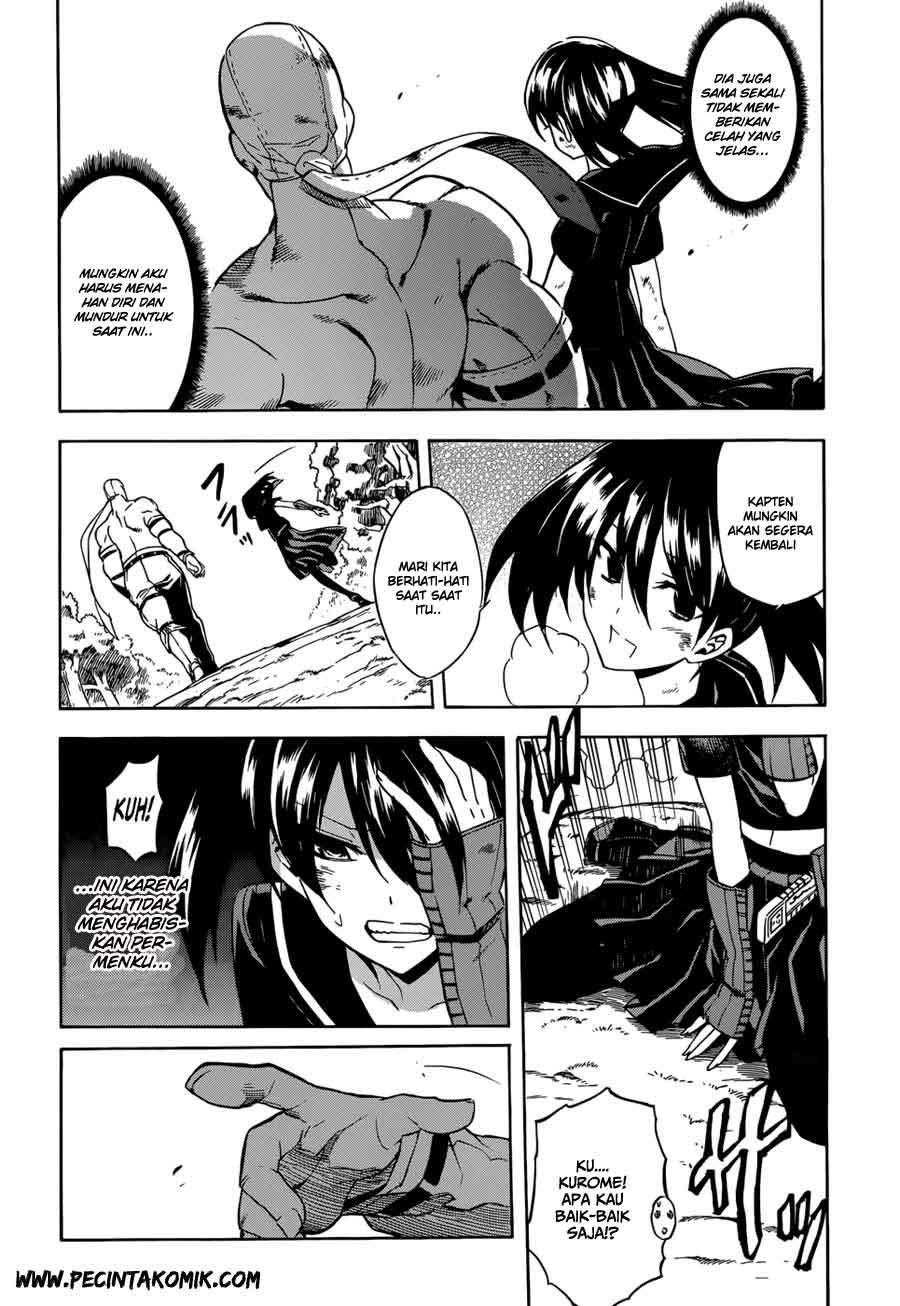 DIA JUGA
SAMA SEKALI
TIDAK MEM-
BERIKAN
CELAH YANG
JELAS...
MUNGKIN AKU
HARUS MENA-
HAN DIRI DAN
MUNDUR UNTUK
SAAT INI..
KAPTEN
MUNGKIN
AKAN SEGERA
KEMBALI
MARI KITA
BERHATI-HATI
SAAT SAAT
ITU..
KUH!
...INI KARENA
AKU TIDAK
MENGHABIS-
KAN PER-
MENKU...
KU....
KUROME!
APA KAU
BAIK-BAIK
SAJA!?
WWW.PECINTAKOMIK.COM